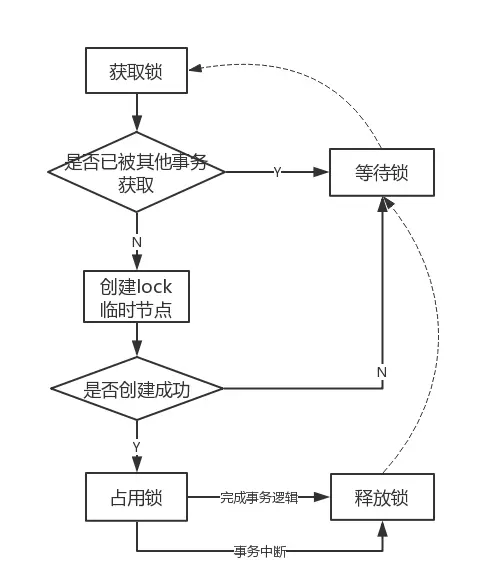 获取锁
是否已被其他事务
获取
Y
等待锁
N
创建lock
临时节点
是否创建成功
N
Y
占用锁
完成事务逻辑
释放锁
事务中断